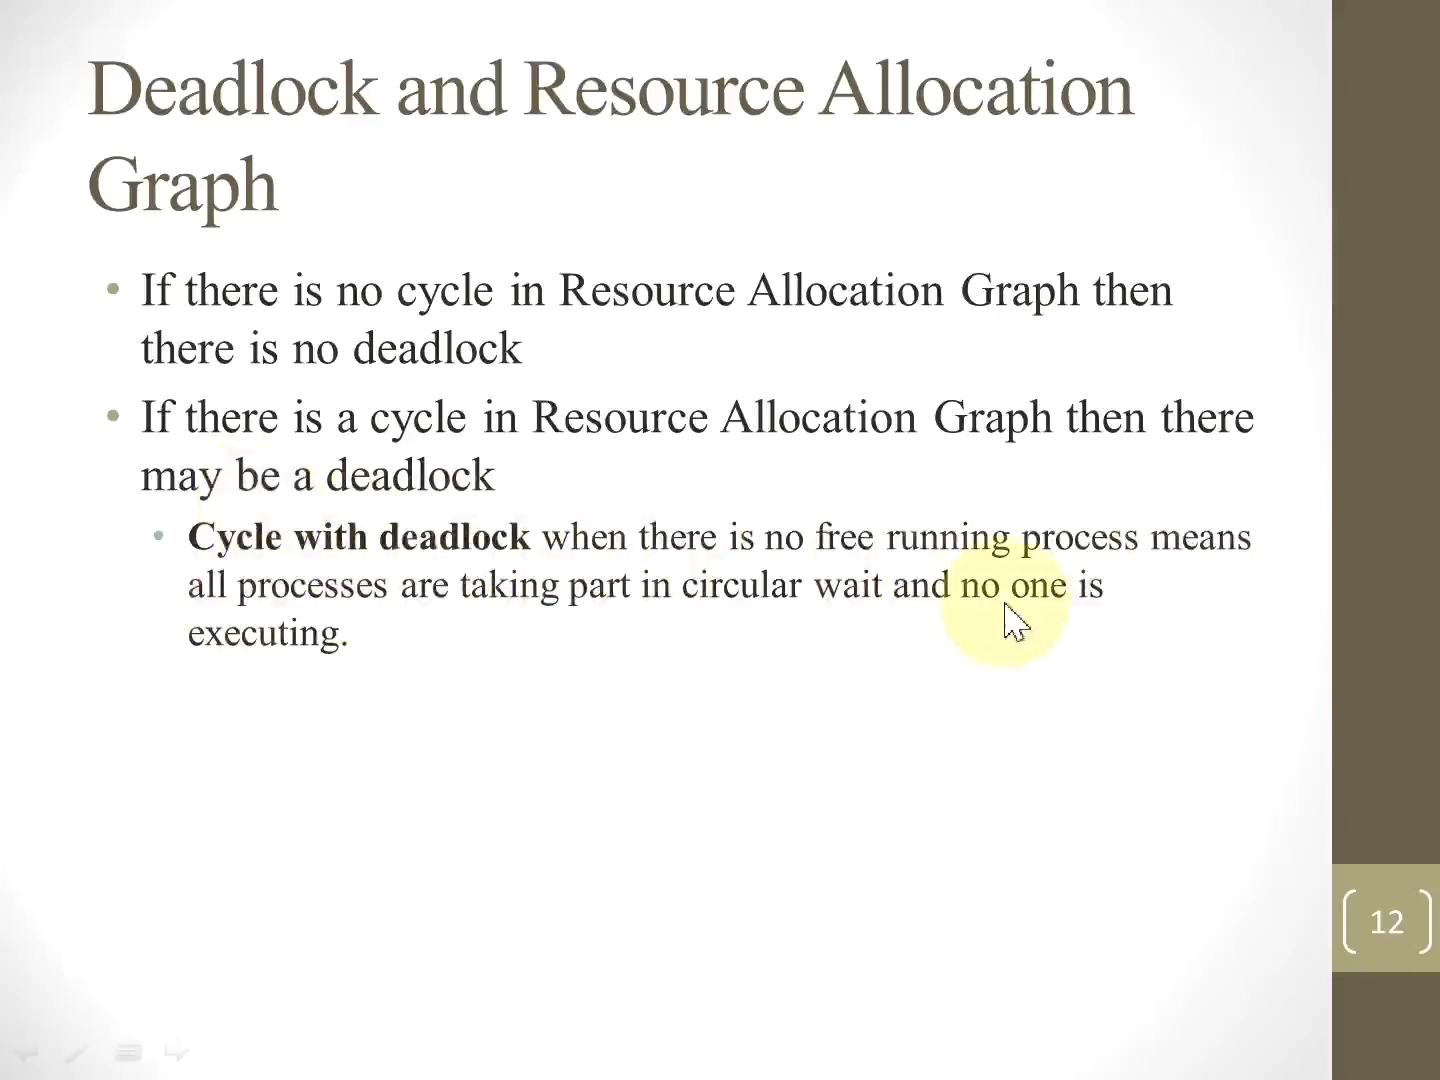 Deadlock and Resource Allocation
Graph
• If there is no cycle in Resource Allocation Graph then
there is no deadlock
• If there is a cycle in Resource Allocation Graph then there
may be a deadlock
• Cycle with deadlock when there is no free running process means
all processes are taking part in circular wait and no one is
executing.
12